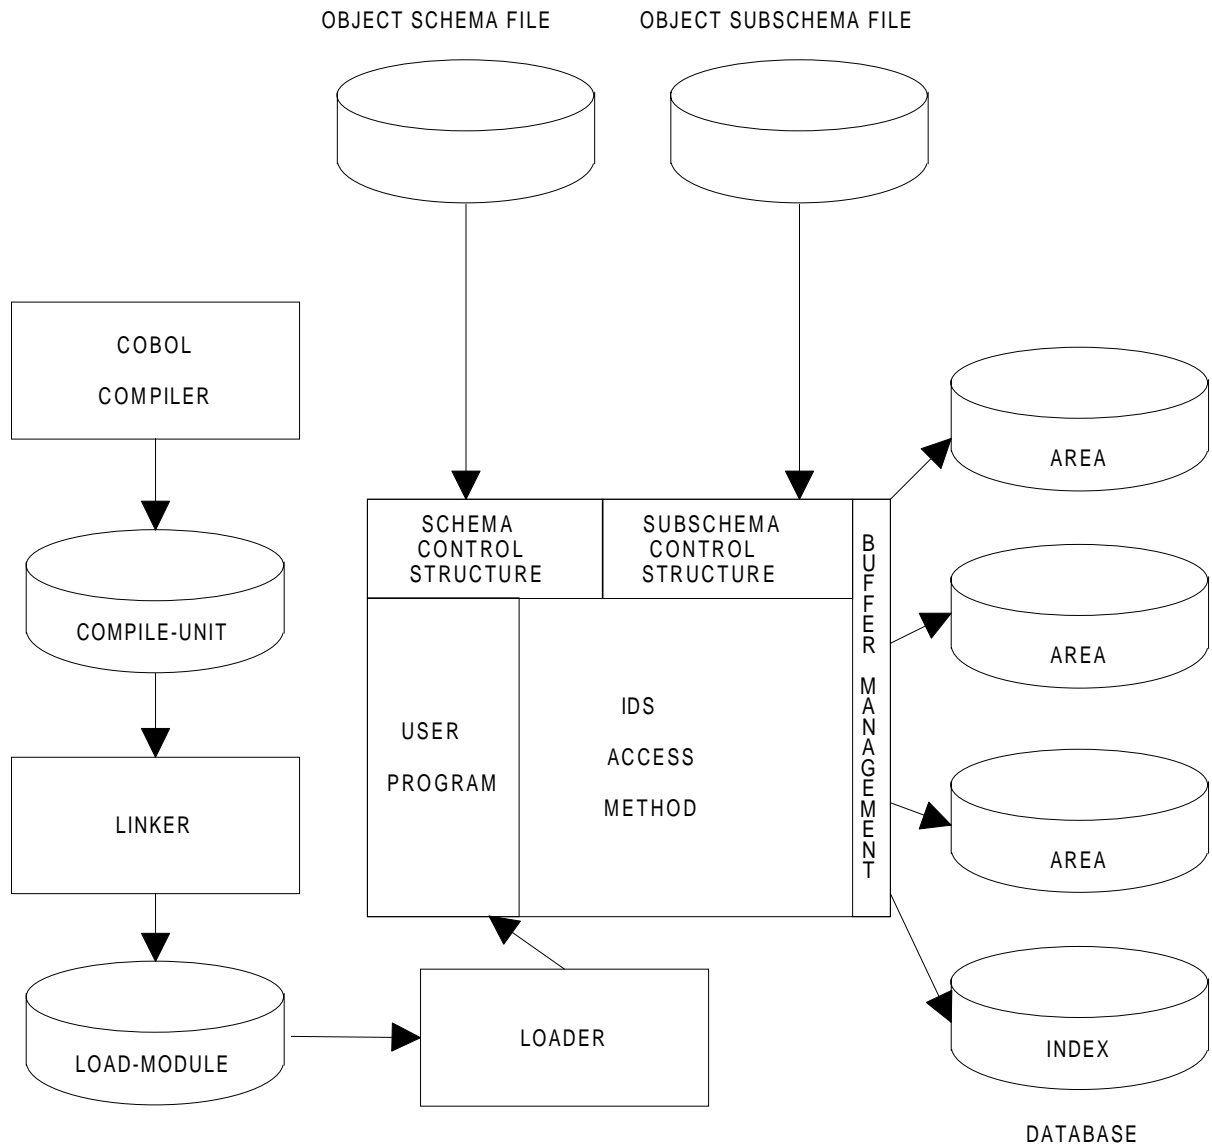 OBJECT SCHEMA FILE
OBJECT SUBSCHEMA FILE
COBOL
COMPILER
COMPILE-UNIT
LINKER
LOAD-MODULE
LOADER
SCHEMA
CONTROL
STRUCTURE
SUBSCHEMA
CONTROL
STRUCTURE
USER
PROGRAM
IDS
ACCESS
METHOD
BUFFER MANAGEMENT
AREA
AREA
AREA
INDEX
DATABASE